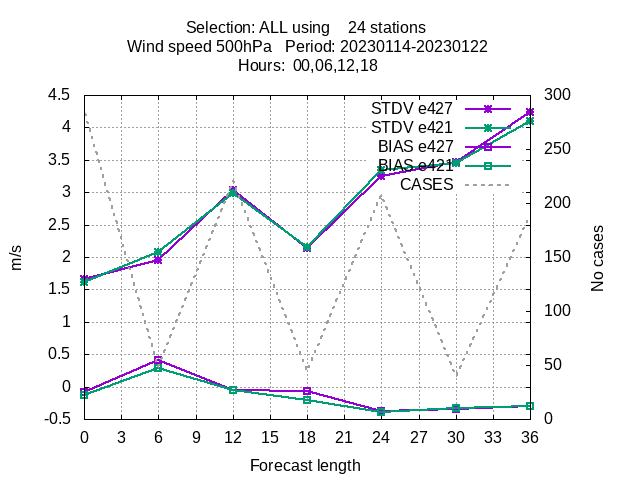 Selection: ALL using    24 stations
Wind speed 500hPa   Period: 20230114-20230122
Hours:  00,06,12,18
4.5
4
3.5
3
2.5
2
1.5
1
0.5
0
-0.5
m/s
STDV e427
STDV e421
BIAS e427
BIAS e421
CASES
300
250
200
150
100
50
0
No cases
0 3 6 9 12 15 18 21 24 27 30 33 36
Forecast length